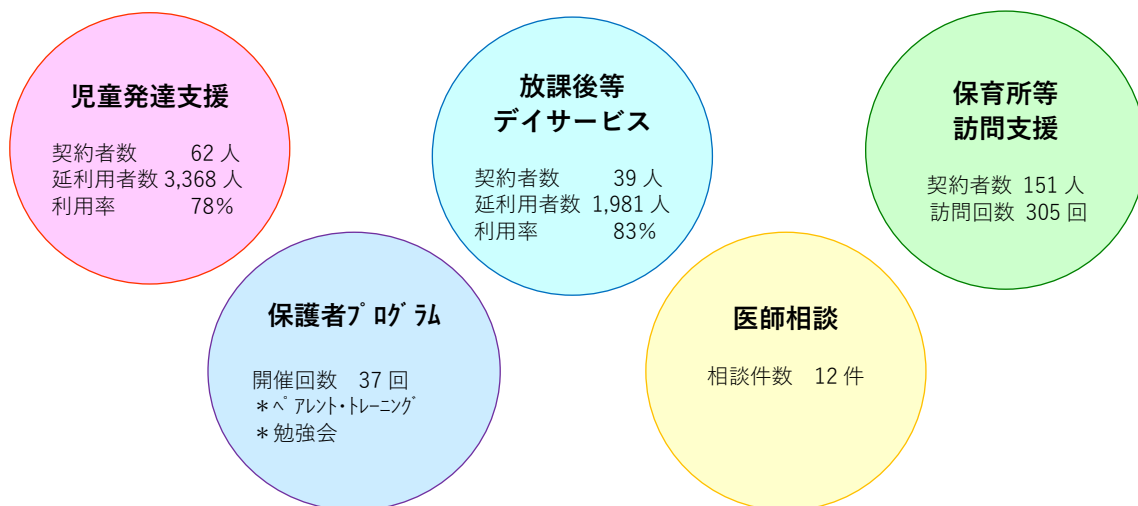 児童発達支援
契約者数 62 人
延利用者数 3,368 人
利用率 78%
放課後等
デイサービス
契約者数 39 人
延利用者数 1,981 人
利用率 83%
保育所等
訪問支援
契約者数 151 人
訪問回数 305 回
保護者ﾌﾟﾛｸﾞﾗﾑ
開催回数 37 回
＊ﾍﾟｱﾚﾝﾄ･ﾄﾚｰﾆﾝｸﾞ
＊勉強会
医師相談
相談件数 12 件